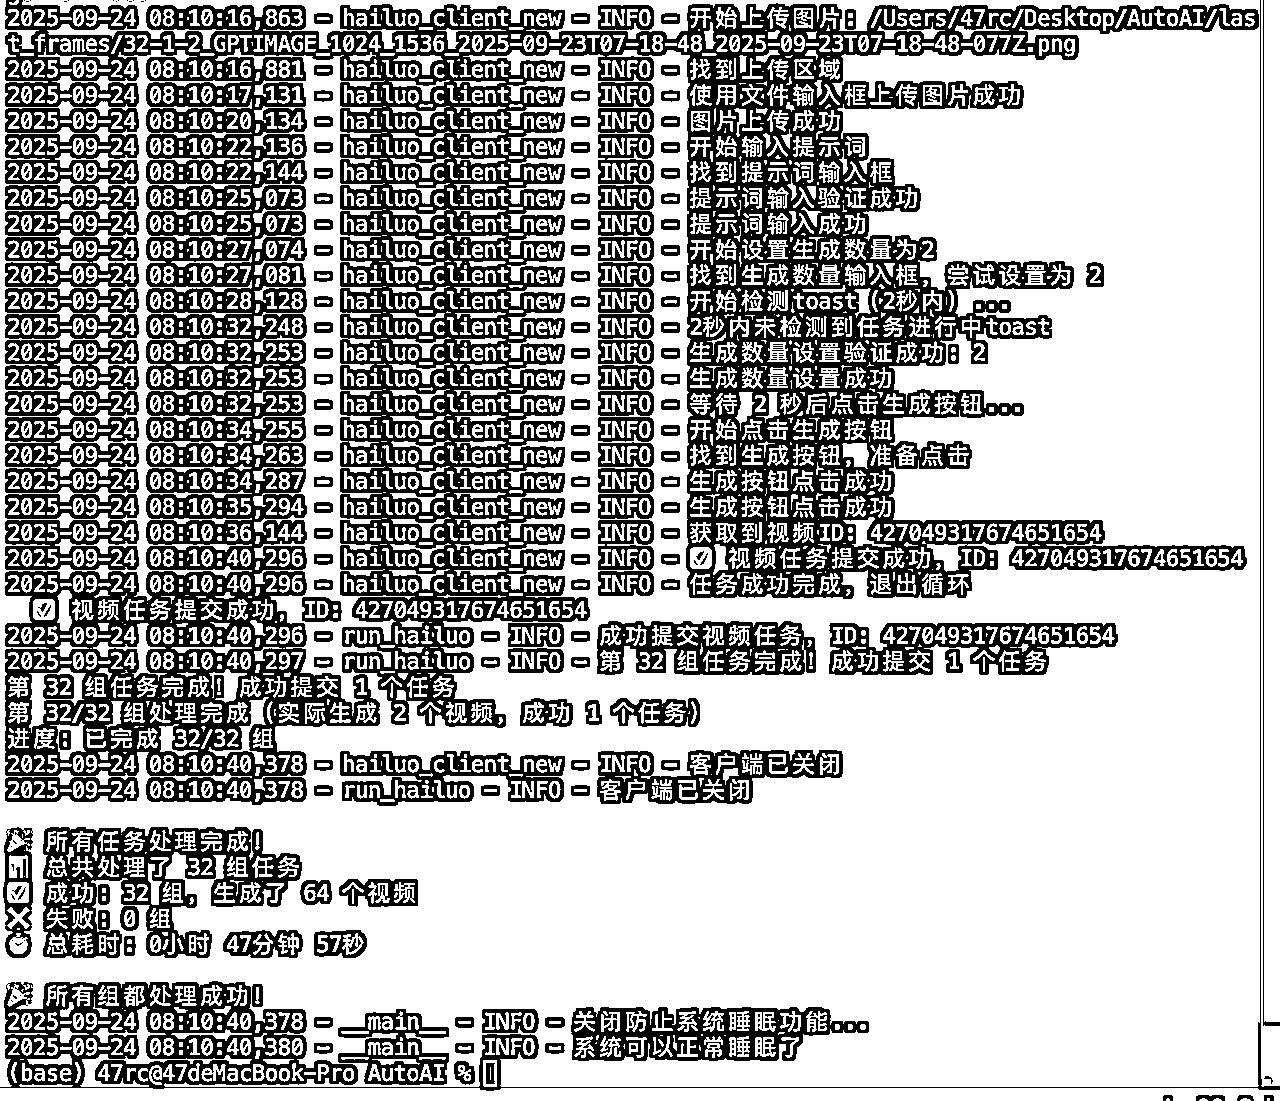 2025-09-24 08:10:16,863 - hailuo_client_new - INFO - 开始上传图片: /Users/47rc/Desktop/AutoAI/las
t_frames/32-1-2_GPTIMAGE_1024_1536_2025-09-23T07-18-48_2025-09-23T07-18-48-077Z.png
2025-09-24 08:10:16,881 - hailuo_client_new - INFO - 找到上传区域
2025-09-24 08:10:17,131 - hailuo_client_new - INFO - 使用文件输入框上传图片成功
2025-09-24 08:10:20,134 - hailuo_client_new - INFO - 图片上传成功
2025-09-24 08:10:22,136 - hailuo_client_new - INFO - 开始输入提示词
2025-09-24 08:10:22,144 - hailuo_client_new - INFO - 找到提示词输入框
2025-09-24 08:10:25,073 - hailuo_client_new - INFO - 提示词输入验证成功
2025-09-24 08:10:25,073 - hailuo_client_new - INFO - 提示词输入成功
2025-09-24 08:10:27,074 - hailuo_client_new - INFO - 开始设置生成数量为2
2025-09-24 08:10:27,081 - hailuo_client_new - INFO - 找到生成数量输入框，尝试设置为 2
2025-09-24 08:10:28,128 - hailuo_client_new - INFO - 开始检测toast（2秒内）...
2025-09-24 08:10:32,248 - hailuo_client_new - INFO - 2秒内未检测到任务进行中toast
2025-09-24 08:10:32,253 - hailuo_client_new - INFO - 生成数量设置验证成功: 2
2025-09-24 08:10:32,253 - hailuo_client_new - INFO - 生成数量设置成功
2025-09-24 08:10:32,253 - hailuo_client_new - INFO - 等待 2 秒后点击生成按钮...
2025-09-24 08:10:34,255 - hailuo_client_new - INFO - 开始点击生成按钮
2025-09-24 08:10:34,263 - hailuo_client_new - INFO - 找到生成按钮，准备点击
2025-09-24 08:10:34,287 - hailuo_client_new - INFO - 生成按钮点击成功
2025-09-24 08:10:35,294 - hailuo_client_new - INFO - 生成按钮点击成功
2025-09-24 08:10:36,144 - hailuo_client_new - INFO - 获取到视频ID: 427049317674651654
2025-09-24 08:10:40,296 - hailuo_client_new - INFO - ✅ 视频任务提交成功，ID: 427049317674651654
2025-09-24 08:10:40,296 - hailuo_client_new - INFO - 任务成功完成，退出循环
✅ 视频任务提交成功，ID: 427049317674651654
2025-09-24 08:10:40,296 - run_hailuo - INFO - 成功提交视频任务，ID: 427049317674651654
2025-09-24 08:10:40,297 - run_hailuo - INFO - 第 32 组任务完成！成功提交 1 个任务
第 32 组任务完成！成功提交 1 个任务
第 32/32 组处理完成（实际生成 2 个视频，成功 1 个任务）
进度: 已完成 32/32 组
2025-09-24 08:10:40,378 - hailuo_client_new - INFO - 客户端已关闭
2025-09-24 08:10:40,378 - run_hailuo - INFO - 客户端已关闭
🎉 所有任务处理完成！
📊 总共处理了 32 组任务
✅ 成功: 32 组，生成了 64 个视频
❌ 失败: 0 组
⏱ 总耗时: 0小时 47分钟 57秒
🎉 所有组都处理成功！
2025-09-24 08:10:40,378 - __main__ - INFO - 关闭防止系统睡眠功能...
2025-09-24 08:10:40,380 - __main__ - INFO - 系统可以正常睡眠了
(base) 47rc@47deMacBook-Pro AutoAI %